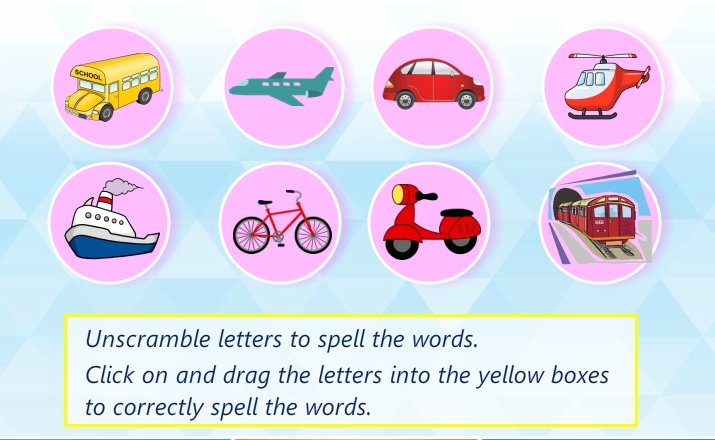 SCHOOL
Unscramble letters to spell the words.
Click on and drag the letters into the yellow boxes
to correctly spell the words.